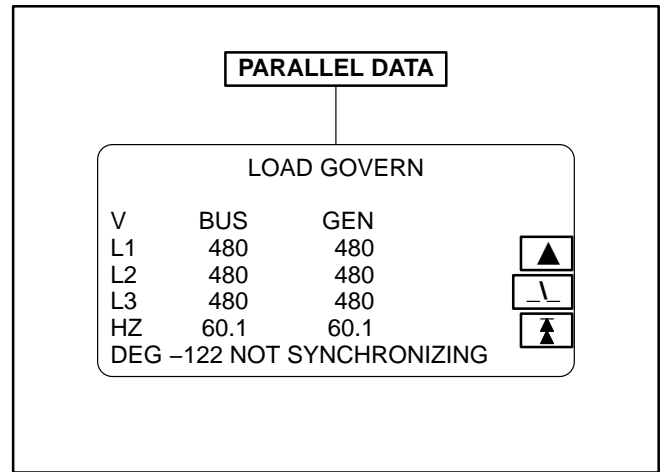 PARALLEL DATA
LOAD GOVERN
V BUS GEN
L1 480 480
L2 480 480
L3 480 480
HZ 60.1 60.1
DEG –122 NOT SYNCHRONIZING